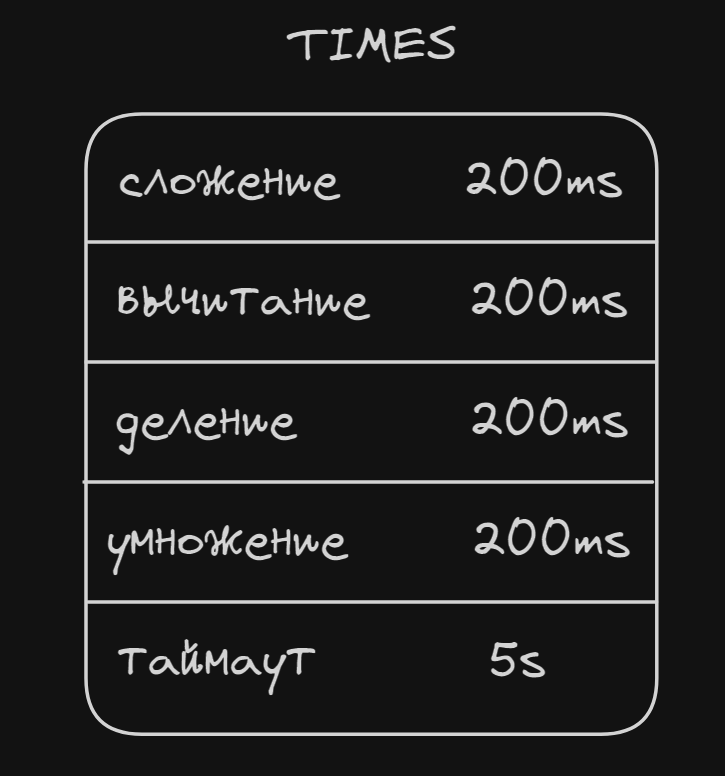 TIMES
сложение 200ms
вычитание 200ms
деление 200ms
умножение 200ms
таймаут 5s